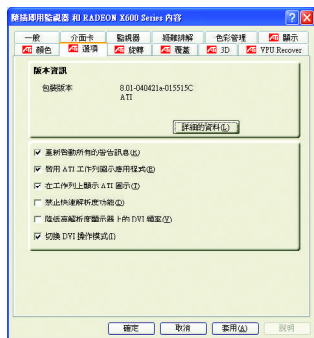 隨插即用監視器 和 RADEON X600 Series 內容
一般 介面卡 監視器 疑難排解 色彩管理 顯示
顏色 選項 旋轉 覆蓋 3D VPU Recover
版本資訊
包裝版本 8.01-040421a-015515C
ATI
詳細的資料(L)
重新啓動所有的警告訊息(K)
啓用 ATI 工作列圖示應用程式(E)
在工作列上顯示 ATI 圖示(T)
禁止快速解析度功能(D)
降低高解析度顯示器上的 DVI 頻率(V)
切換 DVI 操作模式(I)
確定 取消 套用(A) 說明